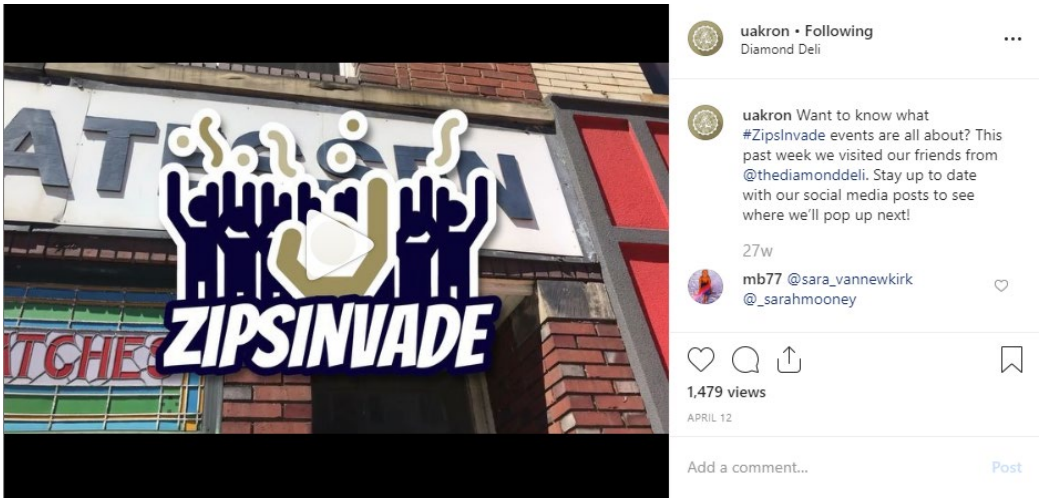 ATESSEN
ATCHES
ZIPSINVADE
uakron • Following
Diamond Deli
uakron Want to know what
#ZipsInvade events are all about? This
past week we visited our friends from
@thediamonddeli. Stay up to date
with our social media posts to see
where we’ll pop up next!
27w
mb77 @sara_vannewkirk
@_sarahmooney
1,479 views
APRIL 12
Add a comment...
Post